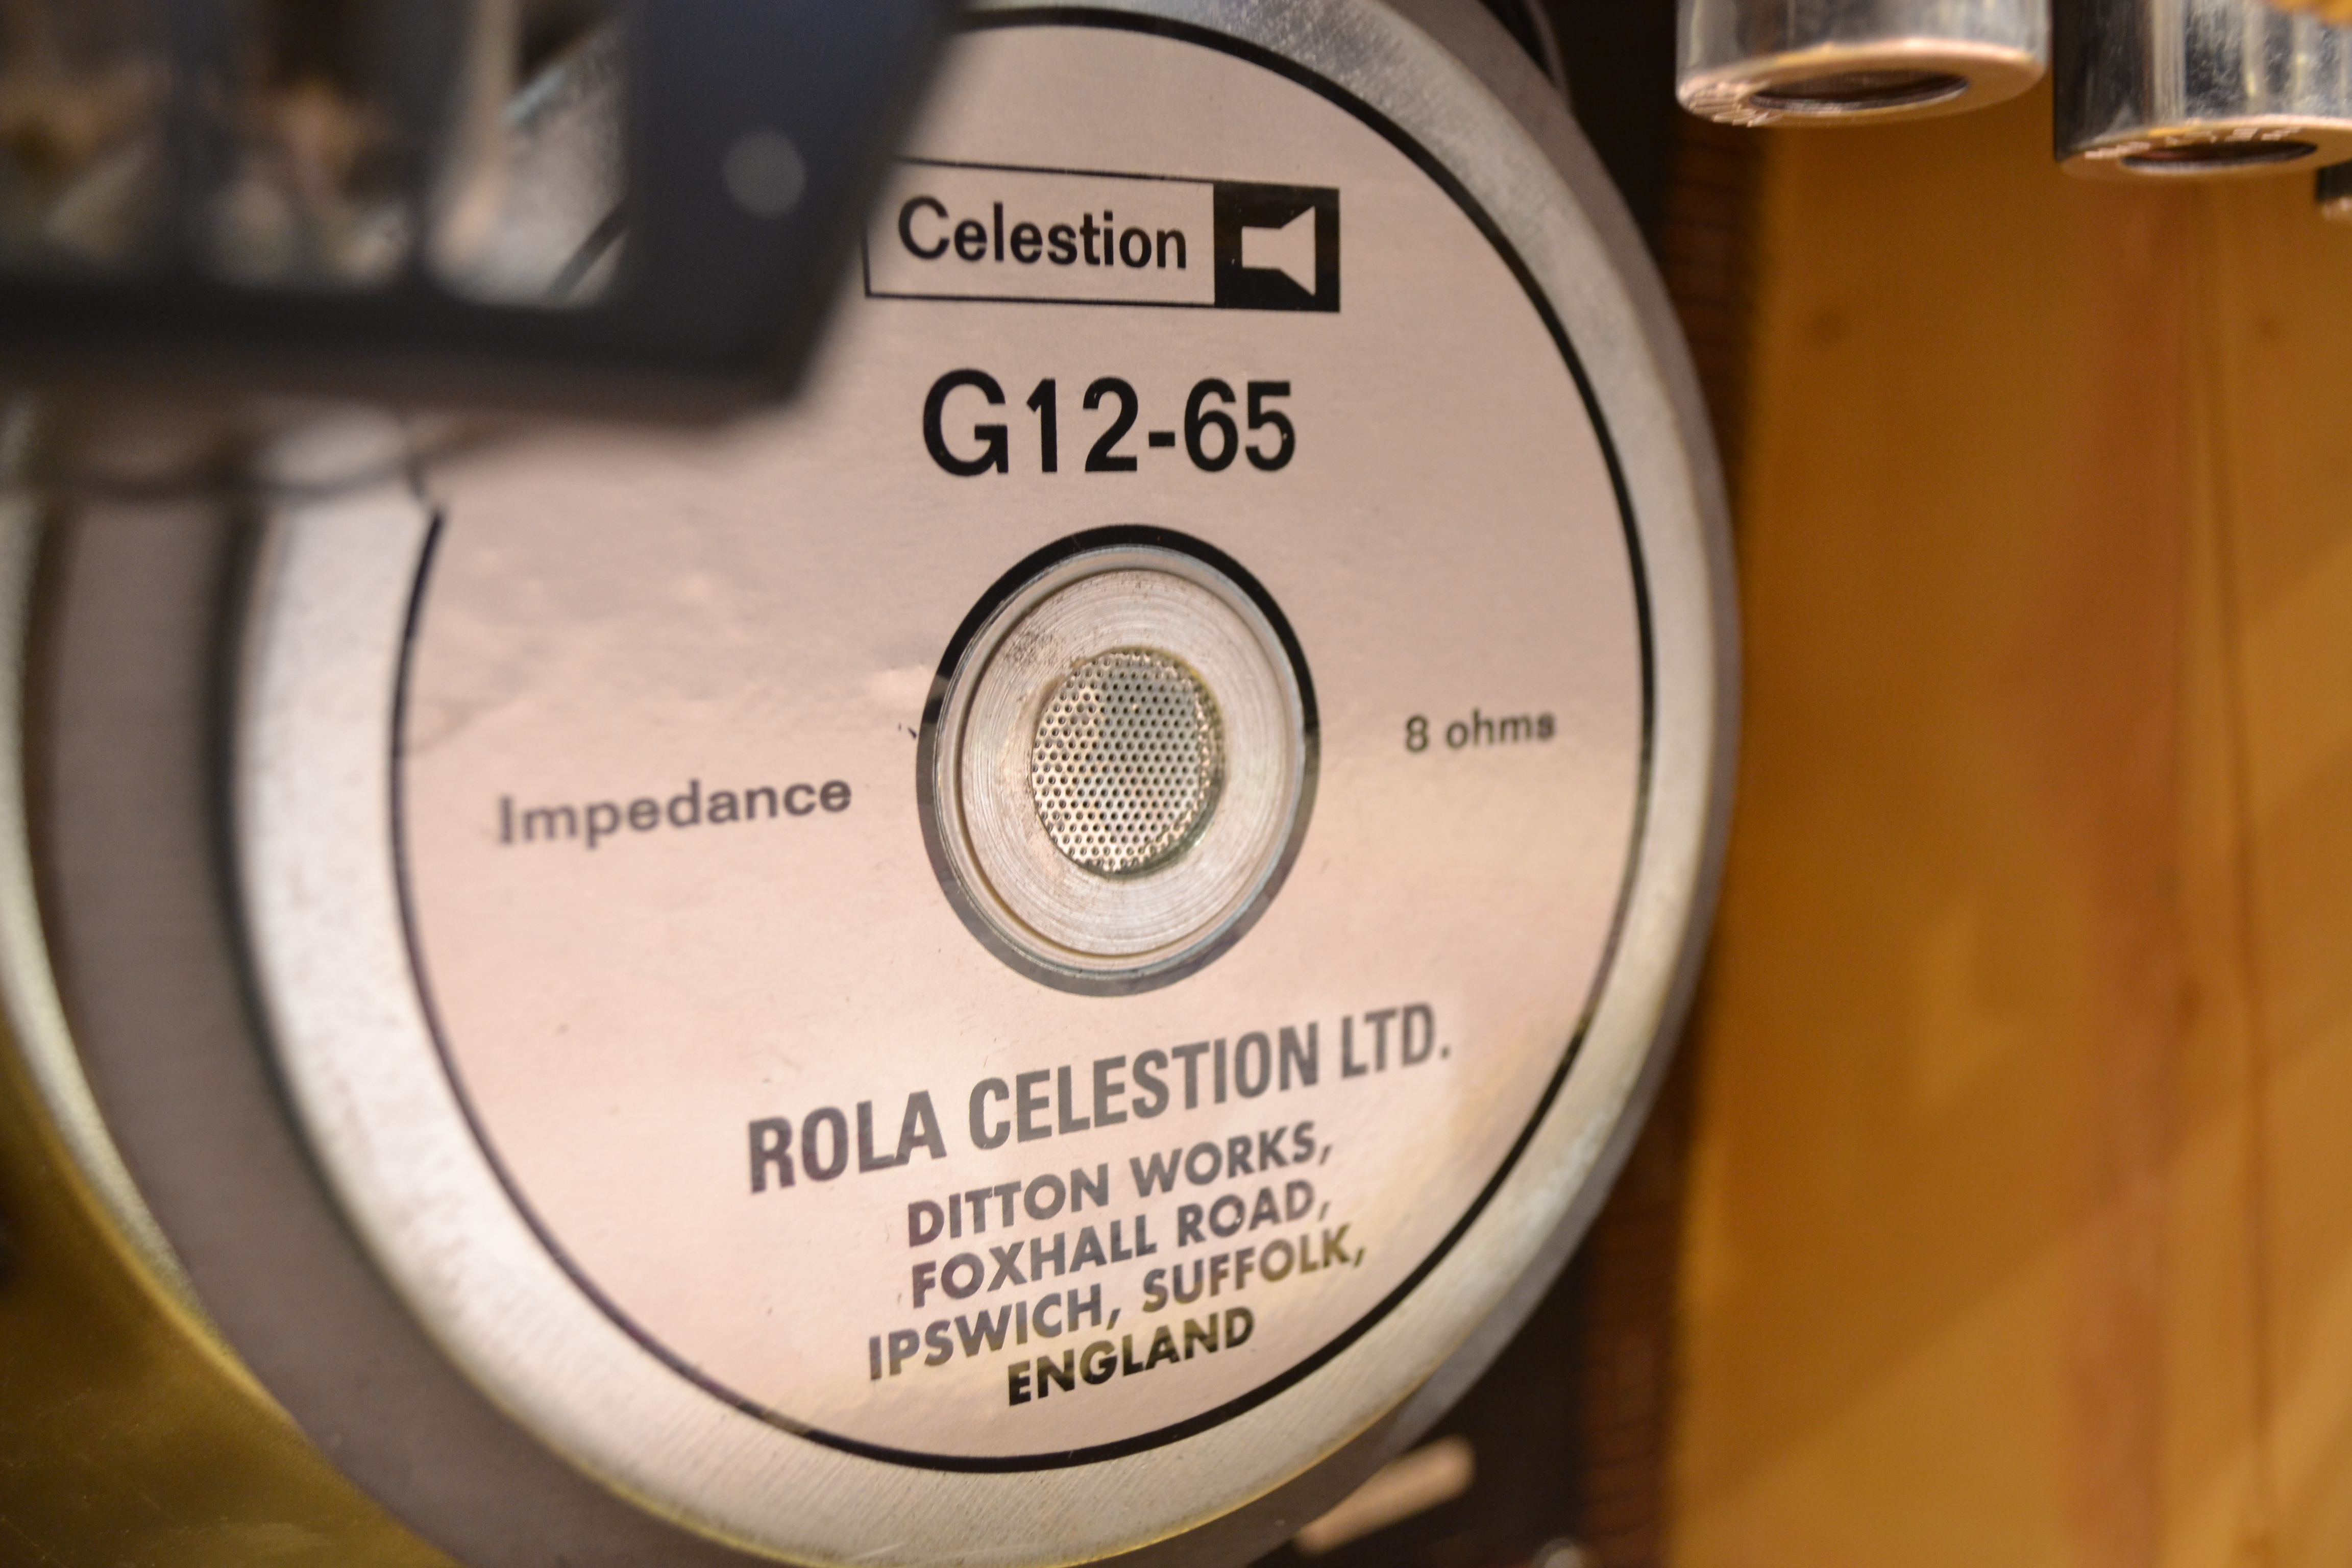 Celestion
G12-65
Impedance 8 ohms
ROLA CELESTION LTD.
DITTON WORKS,
FOXHALL ROAD,
IPSWICH, SUFFOLK,
ENGLAND